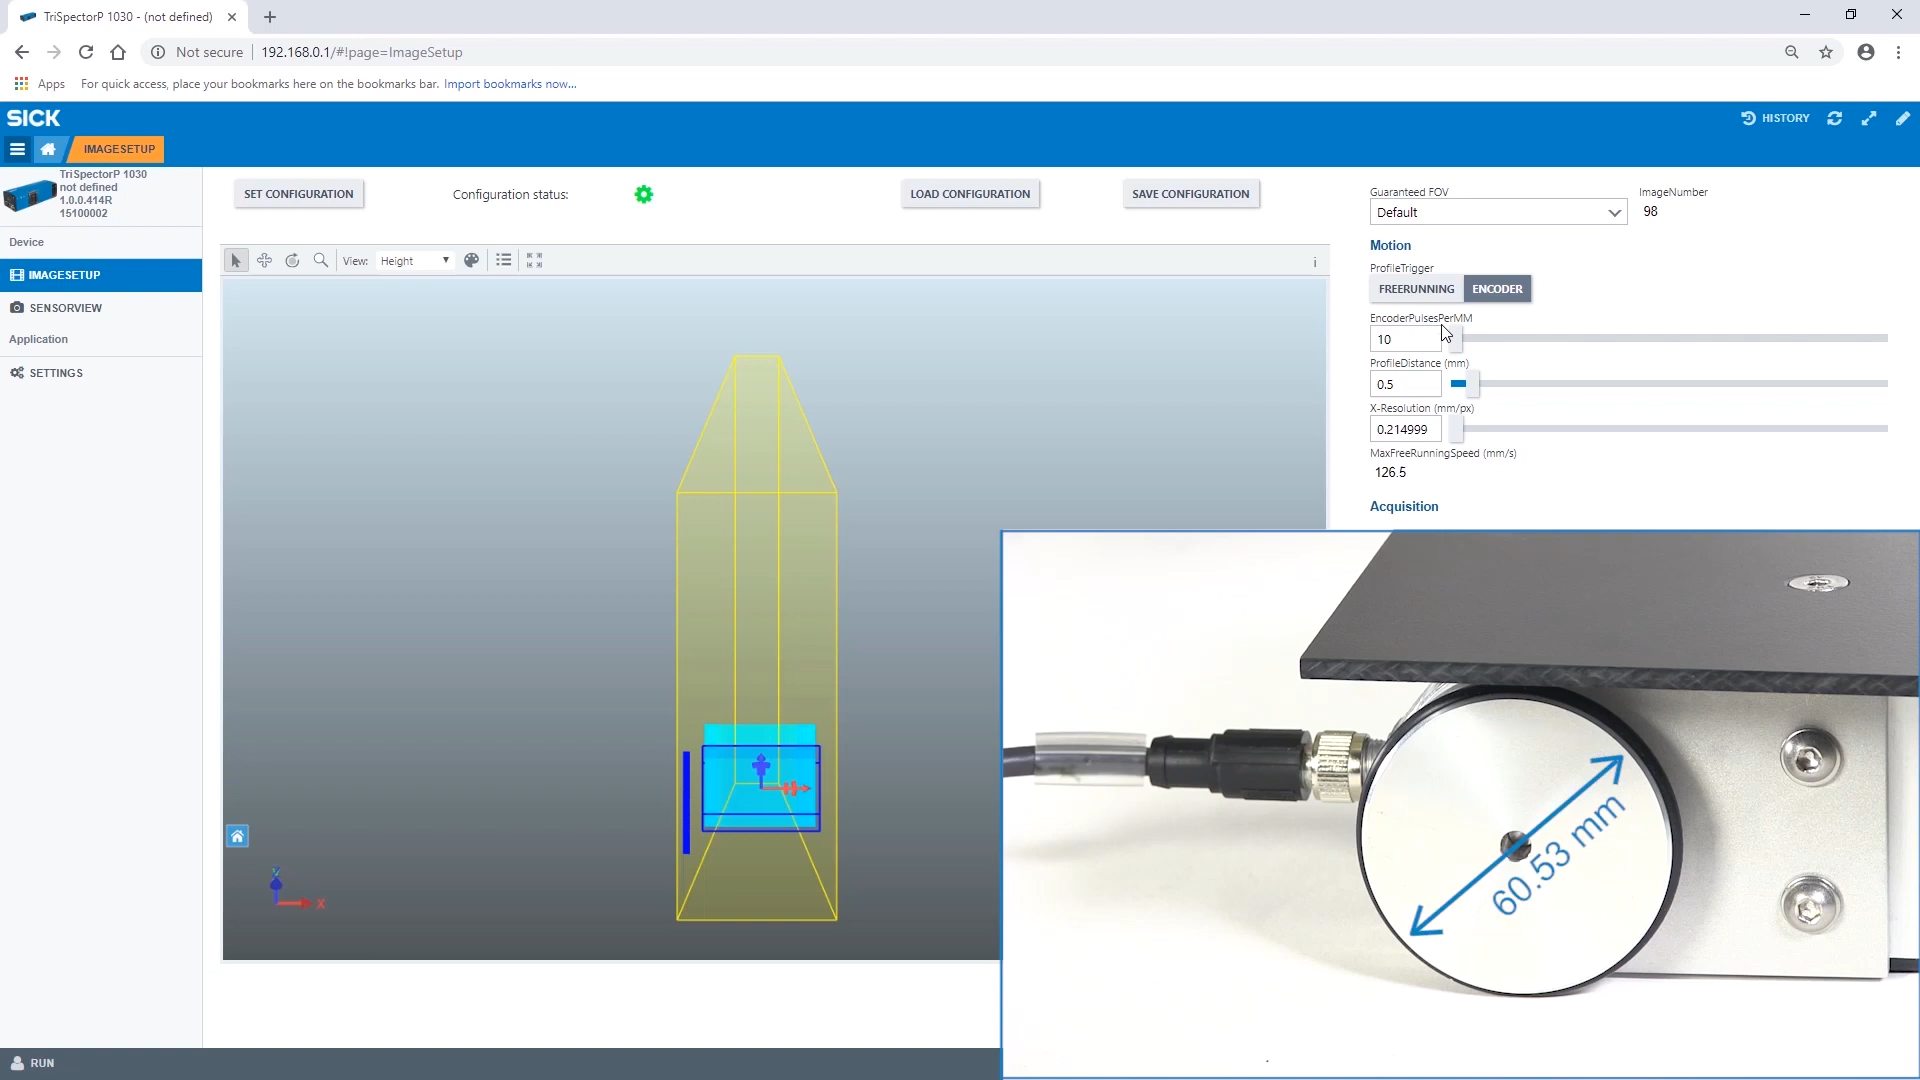 TriSpectorP 1030 - (not defined)
Not secure
192.168.0.1/#!page=ImageSetup
Apps
For quick access, place your bookmarks here on the bookmarks bar. Import bookmarks now...
SICK
HISTORY
IMAGESETUP
TriSpectorP 1030
not defined
1.0.0.414R
15100002
Device
IMAGESETUP
SENSORVIEW
Application
SETTINGS
SET CONFIGURATION
Configuration status:
LOAD CONFIGURATION
SAVE CONFIGURATION
View: Height
i
Guaranteed FOV
Default
ImageNumber
98
Motion
ProfileTrigger
FREERUNNING
ENCODER
EncoderPulsesPerMM
10
ProfileDistance (mm)
0.5
X-Resolution (mm/px)
0.214999
MaxFreeRunningSpeed (mm/s)
126.5
Acquisition
60.53 mm
X
RUN